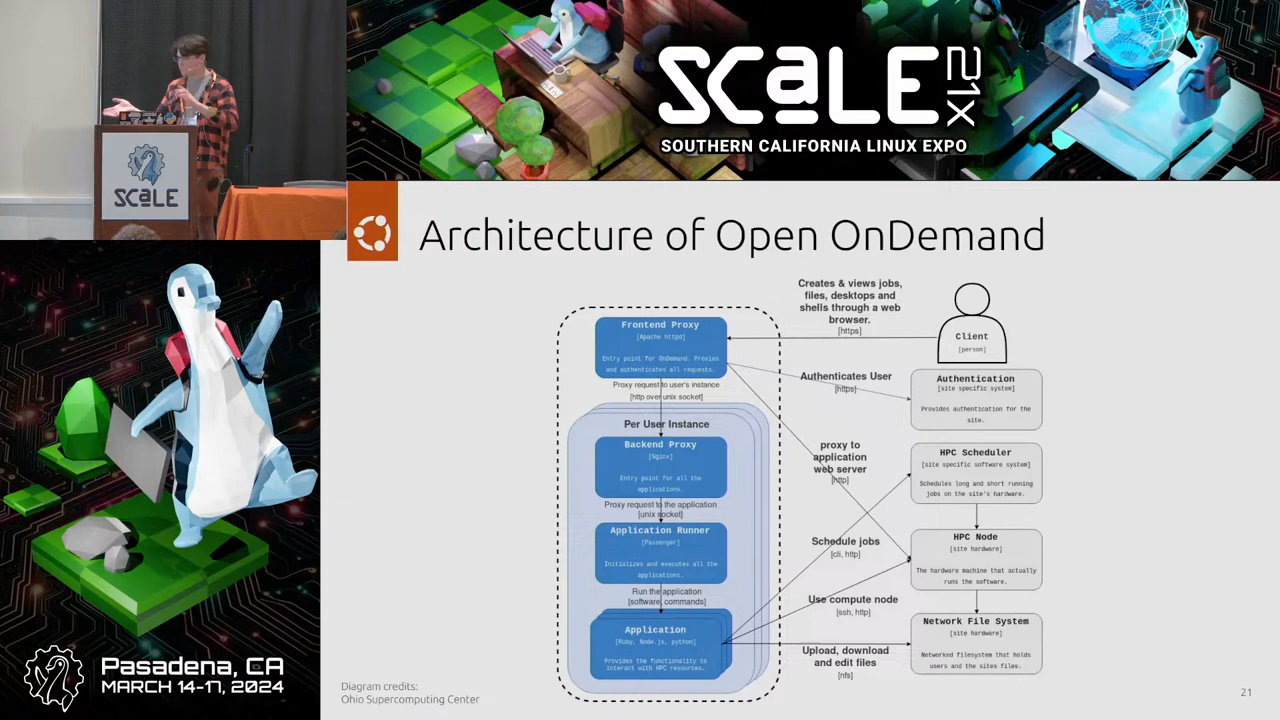 SCALE
SCALE 21X
SOUTHERN CALIFORNIA LINUX EXPO
Architecture of Open OnDemand
Creates & views jobs,
files, desktops and
shells through a web
browser.
[https]
Client
[person]
Frontend Proxy
[Apache httpd]
Entry point for OnDemand. Proxies
and authenticates all requests.
Proxy request to user's instance
[http over unix socket]
Authenticates User
[https]
Authentication
[site specific system]
Provides authentication for the
site.
Per User Instance
Backend Proxy
[Nginx]
Entry point for all the
applications.
proxy to
application
web server
[http]
HPC Scheduler
[site specific software system]
Schedules long and short running
jobs on the site's hardware.
Proxy request to the application
[unix socket]
Application Runner
[Passenger]
Initializes and executes all the
applications.
Schedule jobs
[cli, http]
HPC Node
[site hardware]
The hardware machine that actually
runs the software.
Run the application
[software, commands]
Use compute node
[ssh, http]
Application
[Ruby, Node.js, python]
Provides the functionality to
interact with HPC resources.
Upload, download
and edit files
[nfs]
Network File System
[site hardware]
Networked filesystem that holds
users and the sites files.
Pasadena, CA
MARCH 14-17, 2024
Diagram credits:
Ohio Supercomputing Center
21